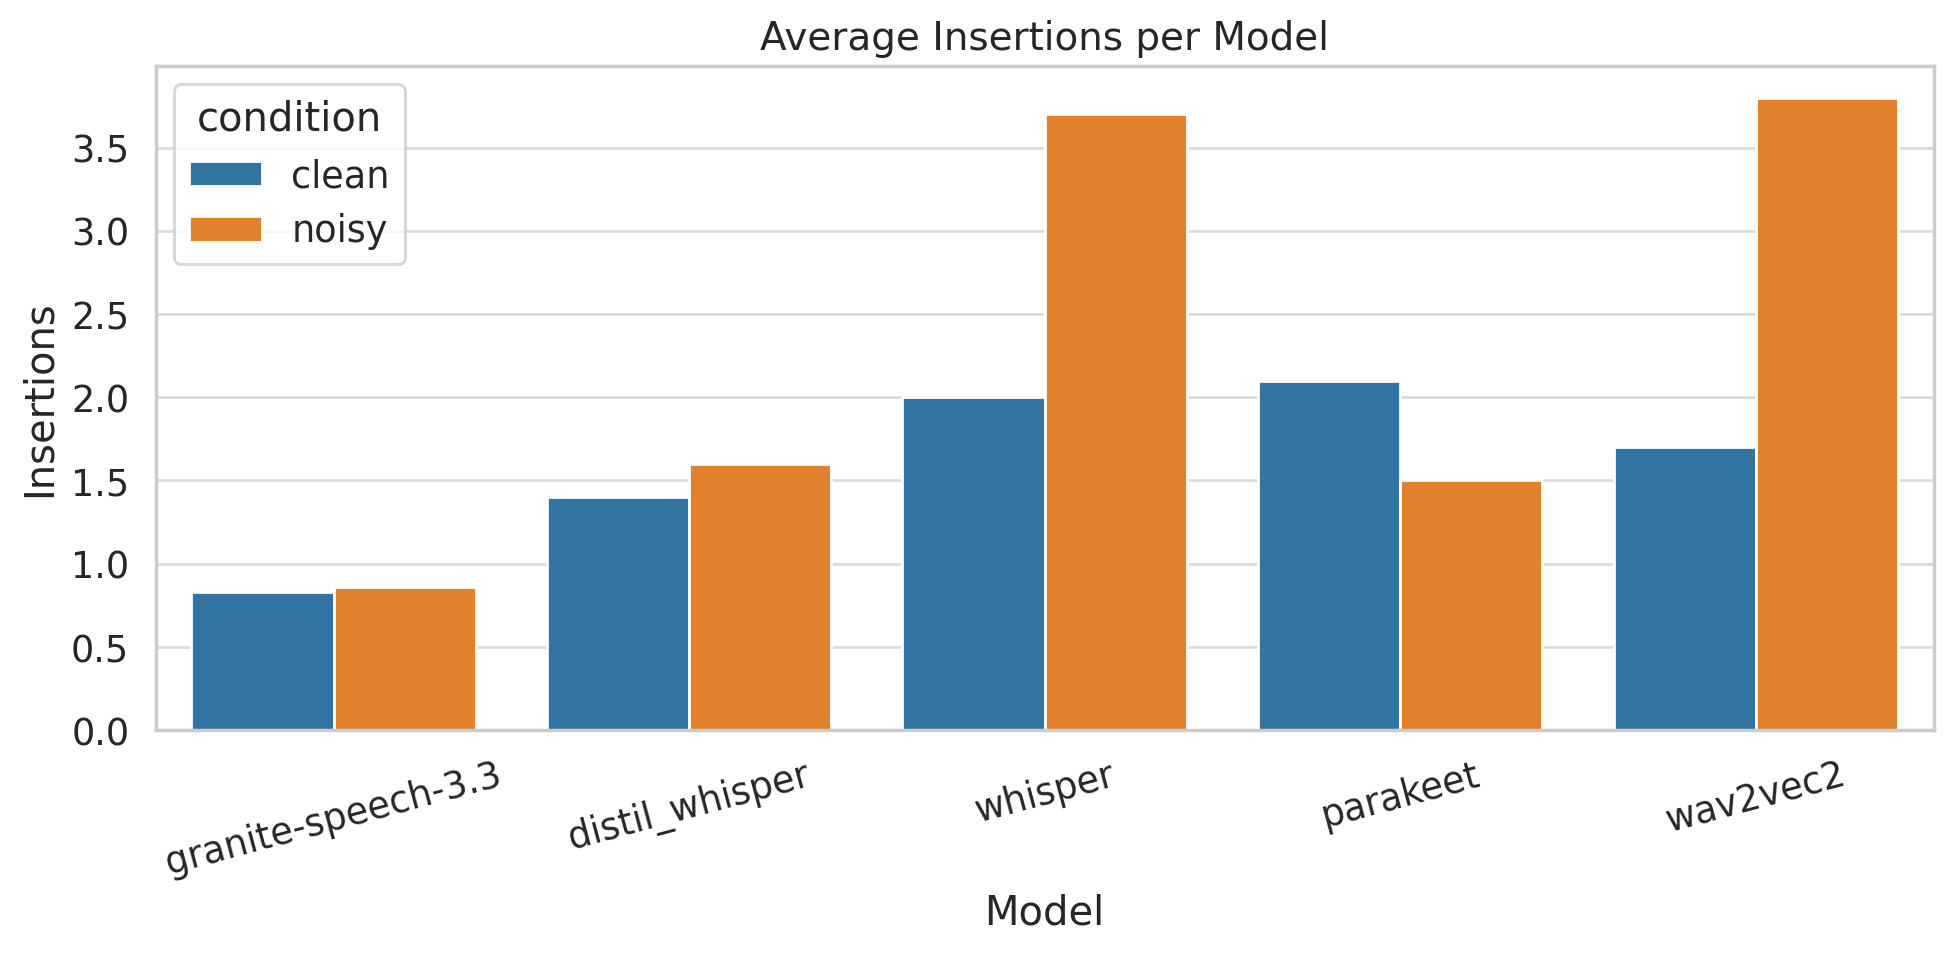 Average Insertions per Model
condition
clean
noisy
Insertions
3.5
3.0
2.5
2.0
1.5
1.0
0.5
0.0
granite-speech-3.3
distil_whisper
whisper
parakeet
wav2vec2
Model